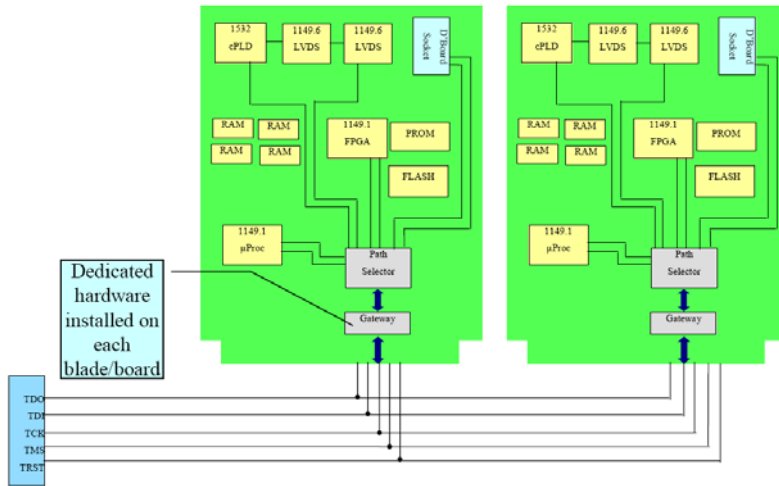 1532
cPLD
1149.6
LVDS
1149.6
LVDS
D'Board
Socket
RAM
RAM
RAM
RAM
1149.1
FPGA
PROM
FLASH
1149.1
µProc
Path
Selector
Gateway
1532
cPLD
1149.6
LVDS
1149.6
LVDS
D'Board
Socket
RAM
RAM
RAM
RAM
1149.1
FPGA
PROM
FLASH
1149.1
µProc
Path
Selector
Gateway
Dedicated
hardware
installed on
each
blade/board
TDO
TDI
TCK
TMS
TRST